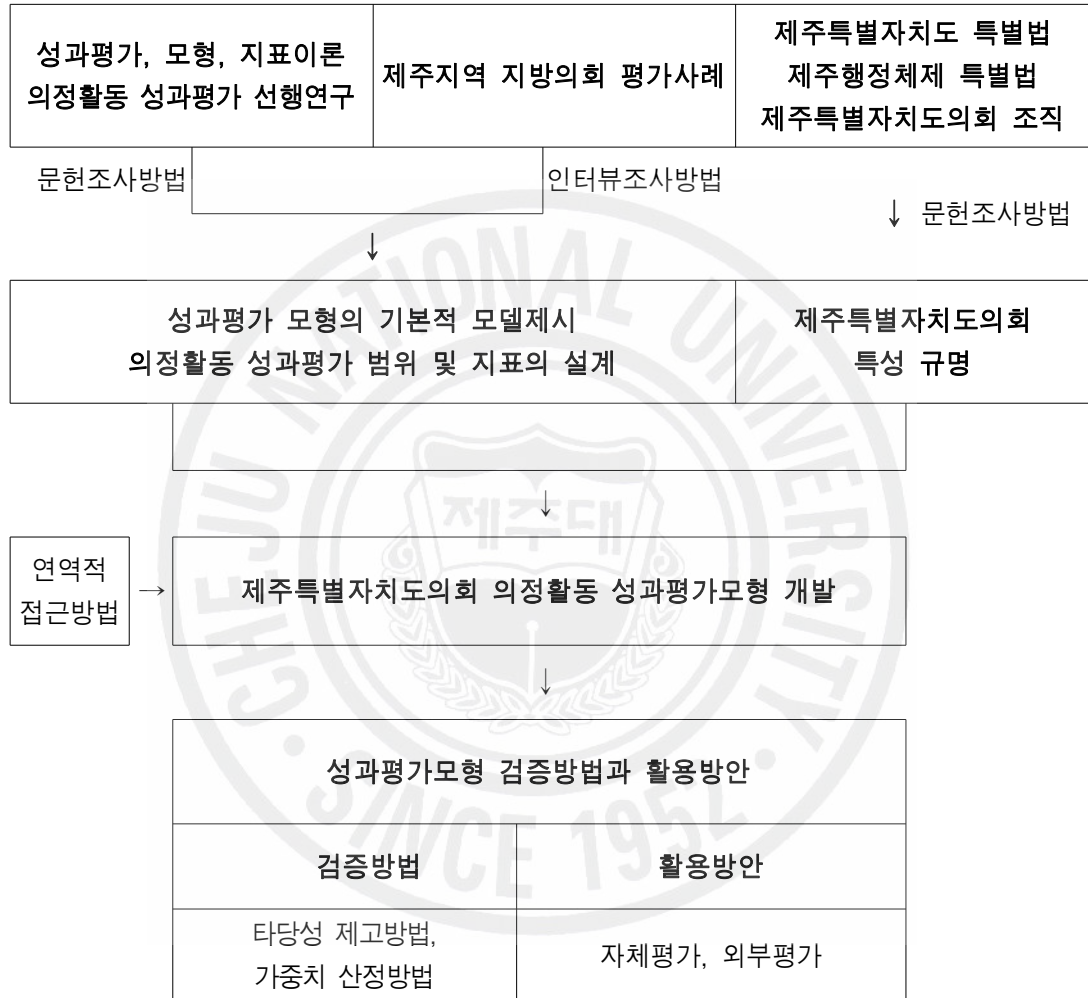 성과평가, 모형, 지표이론
의정활동 성과평가 선행연구
제주지역 지방의회 평가사례
제주특별자치도 특별법
제주행정체제 특별법
제주특별자치도의회 조직
문헌조사방법
인터뷰조사방법
↓ 문헌조사방법
↓
성과평가 모형의 기본적 모델제시
의정활동 성과평가 범위 및 지표의 설계
제주특별자치도의회
특성 규명
↓
연역적
접근방법
→
제주특별자치도의회 의정활동 성과평가모형 개발
↓
성과평가모형 검증방법과 활용방안
검증방법
활용방안
타당성 제고방법,
가중치 산정방법
자체평가, 외부평가
CHEJU NATIONAL UNIVERSITY
제주대
SINCE 1952